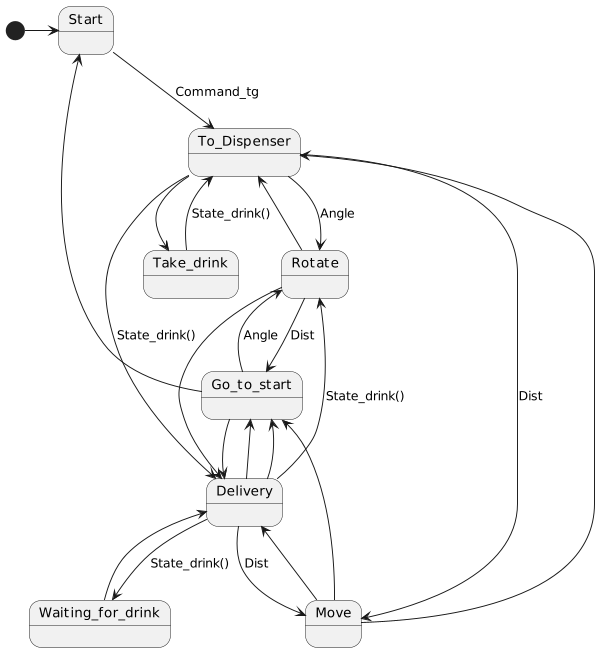 Start
Command_tg
To_Dispenser
State_drink()
Angle
Take_drink
Rotate
State_drink()
Angle
Dist
Go_to_start
State_drink()
Dist
Delivery
State_drink()
Dist
Waiting_for_drink
Move